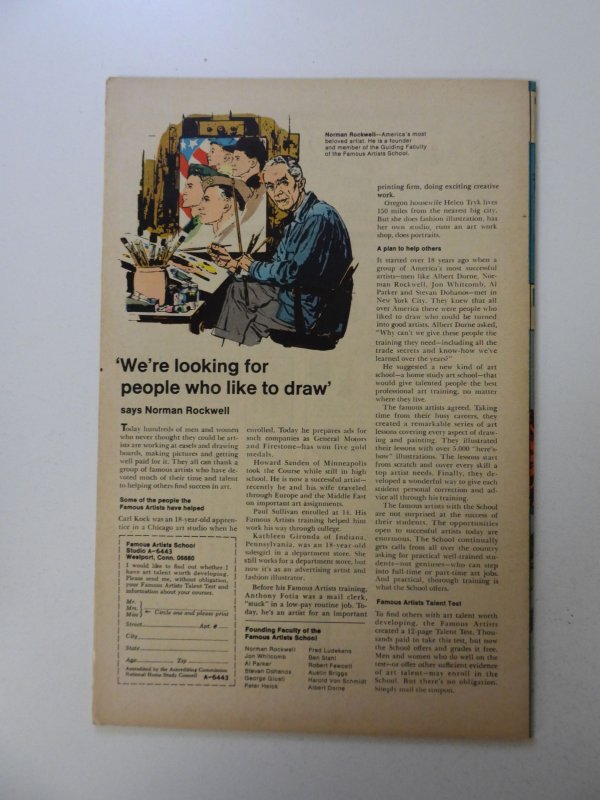 Norman Rockwell—America's most
beloved artist. He is a founder
and member of the Guiding Faculty
of the Famous Artists School.
'We're looking for
people who like to draw'
says Norman Rockwell
Today hundreds of men and women
who never thought they could be art-
ists are working at easels and drawing
boards, making pictures and getting
well paid for it. They all can thank a
group of famous artists who have de-
voted much of their time and talent
to helping others find success in art.
Some of the people the
Famous Artists have helped
Carl Kock was an 18-year-old appren-
tice in a Chicago art studio when he
Famous Artists School
Studio A-6443
Westport, Conn. 06880
I would like to find out whether I
have art talent worth developing.
Please send me, without obligation,
your Famous Artists Talent Test and
information about your courses.
Mr.
Mrs.
Miss
Circle one and please print
Street Apt. #
City
State
Age Zip
Accredited by the Accrediting Commission
National Home Study Council A-6443
enrolled. Today he prepares ads for
such companies as General Motors
and Firestone—has won five gold
medals.
Howard Sanden of Minneapolis
took the Course while still in high
school. He is now a successful artist—
recently he and his wife traveled
through Europe and the Middle East
on important art assignments.
Paul Sullivan enrolled at 14. His
Famous Artists training helped him
work his way through college.
Kathleen Gironda of Indiana,
Pennsylvania, was an 18-year-old
salesgirl in a department store. She
still works for a department store, but
now it's as an advertising artist and
fashion illustrator.
Before his Famous Artists training,
Anthony Fotia was a mail clerk,
"stuck" in a low-pay routine job. To-
day, he's an artist for an important
Founding Faculty of the
Famous Artists School
Norman Rockwell
Jon Whitcomb
Al Parker
Stevan Dohanos
George Giusti
Peter Helck
Fred Ludekens
Ben Stahl
Robert Fawcett
Austin Briggs
Harold Von Schmidt
Albert Dorne
printing firm, doing exciting creative
work.
Oregon housewife Helen Tryk lives
150 miles from the nearest big city.
But she does fashion illustration, has
her own studio, runs an art work
shop, does portraits.
A plan to help others
It started over 18 years ago when a
group of America's most successful
artists—men like Albert Dorne, Nor-
man Rockwell, Jon Whitcomb, Al
Parker and Stevan Dohanos—met in
New York City. They knew that all
over America there were people who
liked to draw who could be turned
into good artists. Albert Dorne asked,
"Why can't we give these people the
training they need—including all the
trade secrets and know-how we've
learned over the years?"
He suggested a new kind of art
school—a home study art school—that
would give talented people the best
professional art training, no matter
where they live.
The famous artists agreed. Taking
time from their busy careers, they
created a remarkable series of art
lessons covering every aspect of draw-
ing and painting. They illustrated
their lessons with over 5,000 "here's-
how" illustrations. The lessons start
from scratch and cover every skill a
top artist needs. Finally, they de-
veloped a wonderful way to give each
student personal correction and ad-
vice all through his training.
The famous artists with the School
are not surprised at the success of
their students. The opportunities
open to successful artists today are
enormous. The School continually
gets calls from all over the country
asking for practical well-trained stu-
dents—not geniuses—who can step
into full-time or part-time art jobs.
And practical, thorough training is
what the School offers.
Famous Artists Talent Test
To find others with art talent worth
developing, the Famous Artists
created a 12-page Talent Test. Thou-
sands paid to take this test, but now
the School offers and grades it free.
Men and women who do well on the
test—or offer other sufficient evidence
of art talent—may enroll in the
School. But there's no obligation.
Simply mail the coupon.